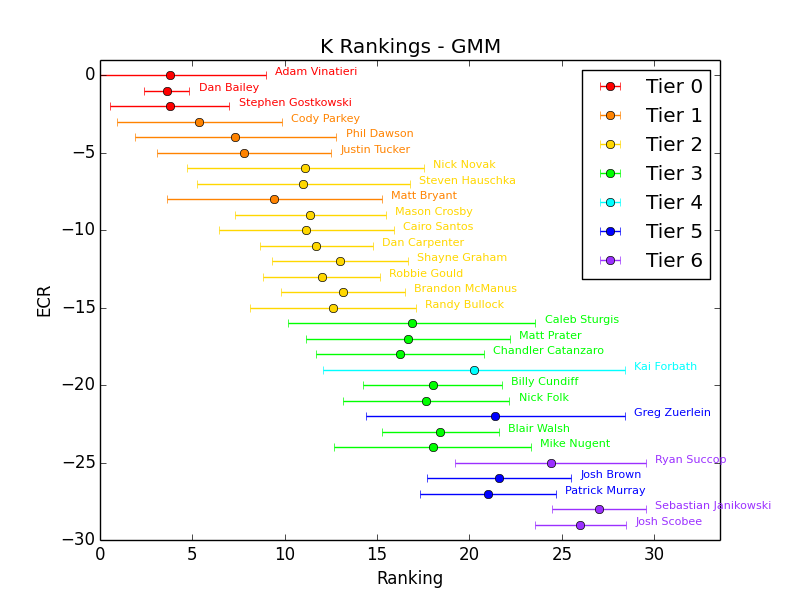 K Rankings - GMM
Adam Vinatieri
Dan Bailey
Stephen Gostkowski
Cody Parkey
Phil Dawson
Justin Tucker
Nick Novak
Steven Hauschka
Matt Bryant
Mason Crosby
Cairo Santos
Dan Carpenter
Shayne Graham
Robbie Gould
Brandon McManus
Randy Bullock
Caleb Sturgis
Matt Prater
Chandler Catanzaro
Kai Forbath
Billy Cundiff
Nick Folk
Greg Zuerlein
Blair Walsh
Mike Nugent
Ryan Succop
Josh Brown
Patrick Murray
Sebastian Janikowski
Josh Scobee
Tier 0
Tier 1
Tier 2
Tier 3
Tier 4
Tier 5
Tier 6
0
−5
−10
−15
−20
−25
−30
ECR
0 5 10 15 20 25 30
Ranking